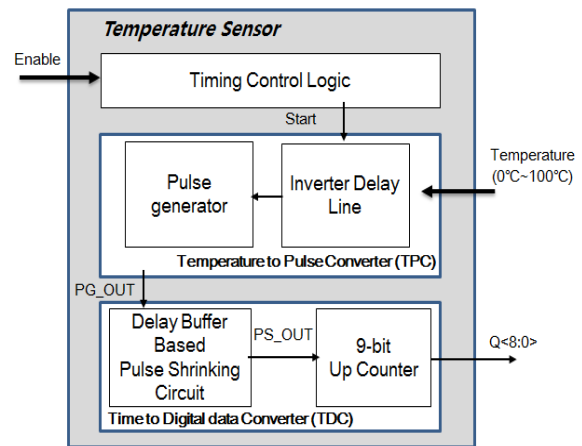 Temperature Sensor
Enable
Timing Control Logic
Start
Pulse
generator
Inverter Delay
Line
Temperature
(0℃~100℃)
Temperature to Pulse Converter (TPC)
PG_OUT
Delay Buffer
Based
Pulse Shrinking
Circuit
PS_OUT
9-bit
Up Counter
Q<8:0>
Time to Digital data Converter (TDC)